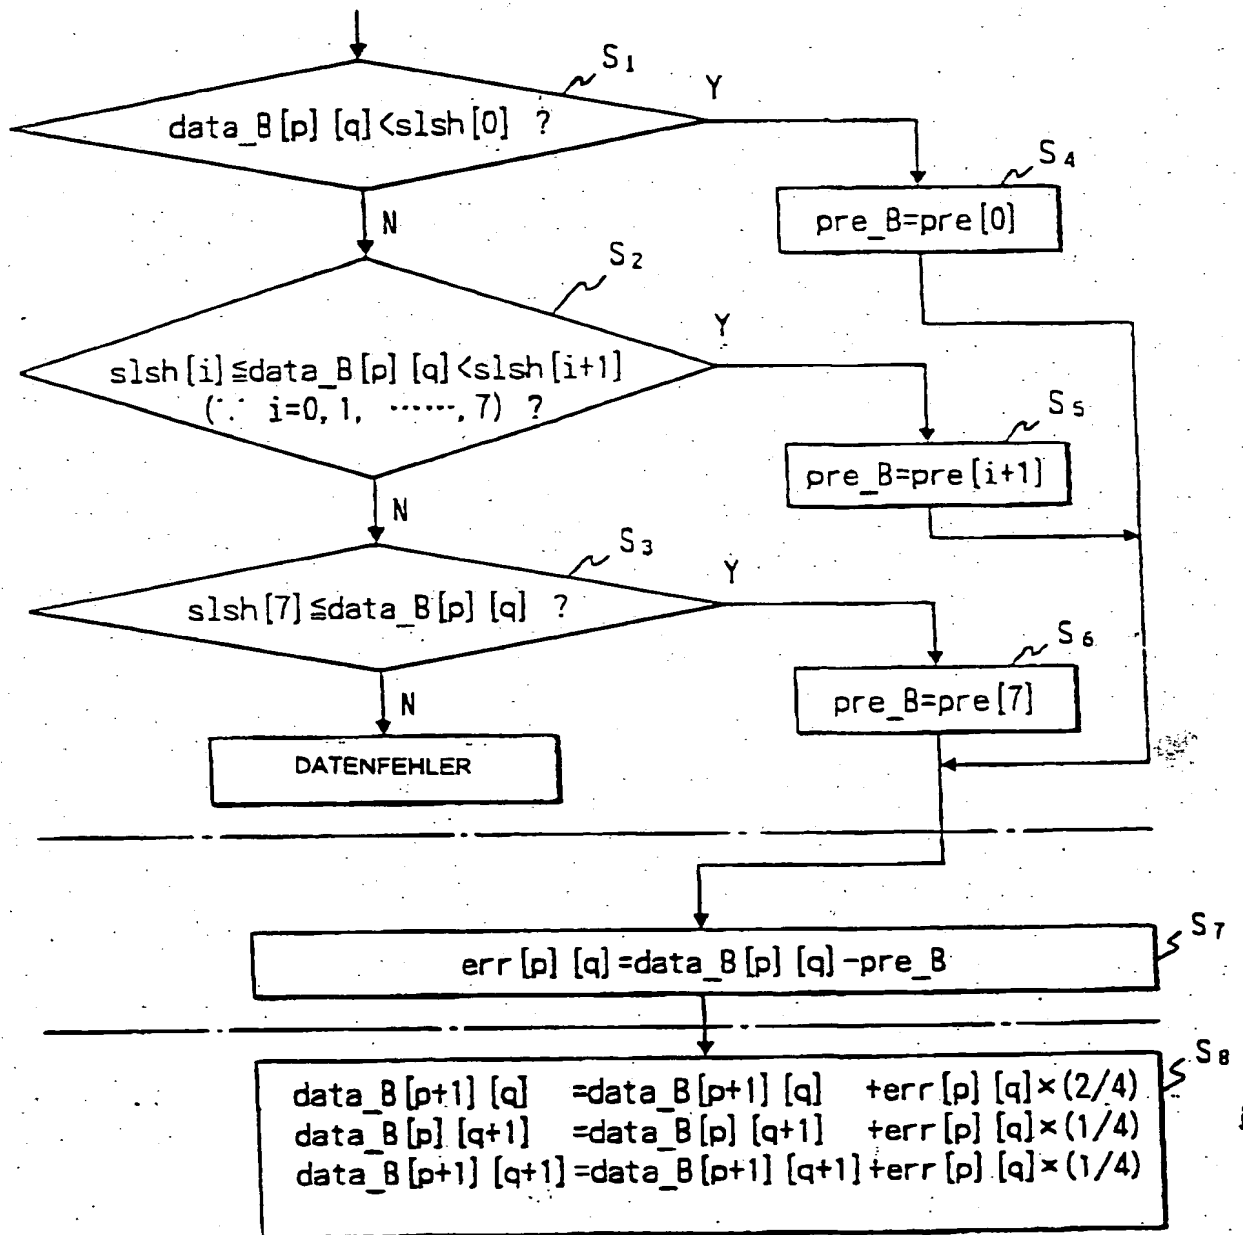 S1
Y
data_B[p][q]<slsh[0] ?
S4
pre_B=pre[0]
N
S2
Y
slsh[i]≦data_B[p][q]<slsh[i+1]
(∵ i=0, 1, ······, 7) ?
S5
pre_B=pre[i+1]
N
S3
Y
slsh[7]≦data_B[p][q] ?
S6
pre_B=pre[7]
N
DATENFEHLER
S7
err[p][q]=data_B[p][q]-pre_B
S8
data_B[p+1][q] =data_B[p+1][q] +err[p][q]×(2/4)
data_B[p][q+1] =data_B[p][q+1] +err[p][q]×(1/4)
data_B[p+1][q+1]=data_B[p+1][q+1]+err[p][q]×(1/4)